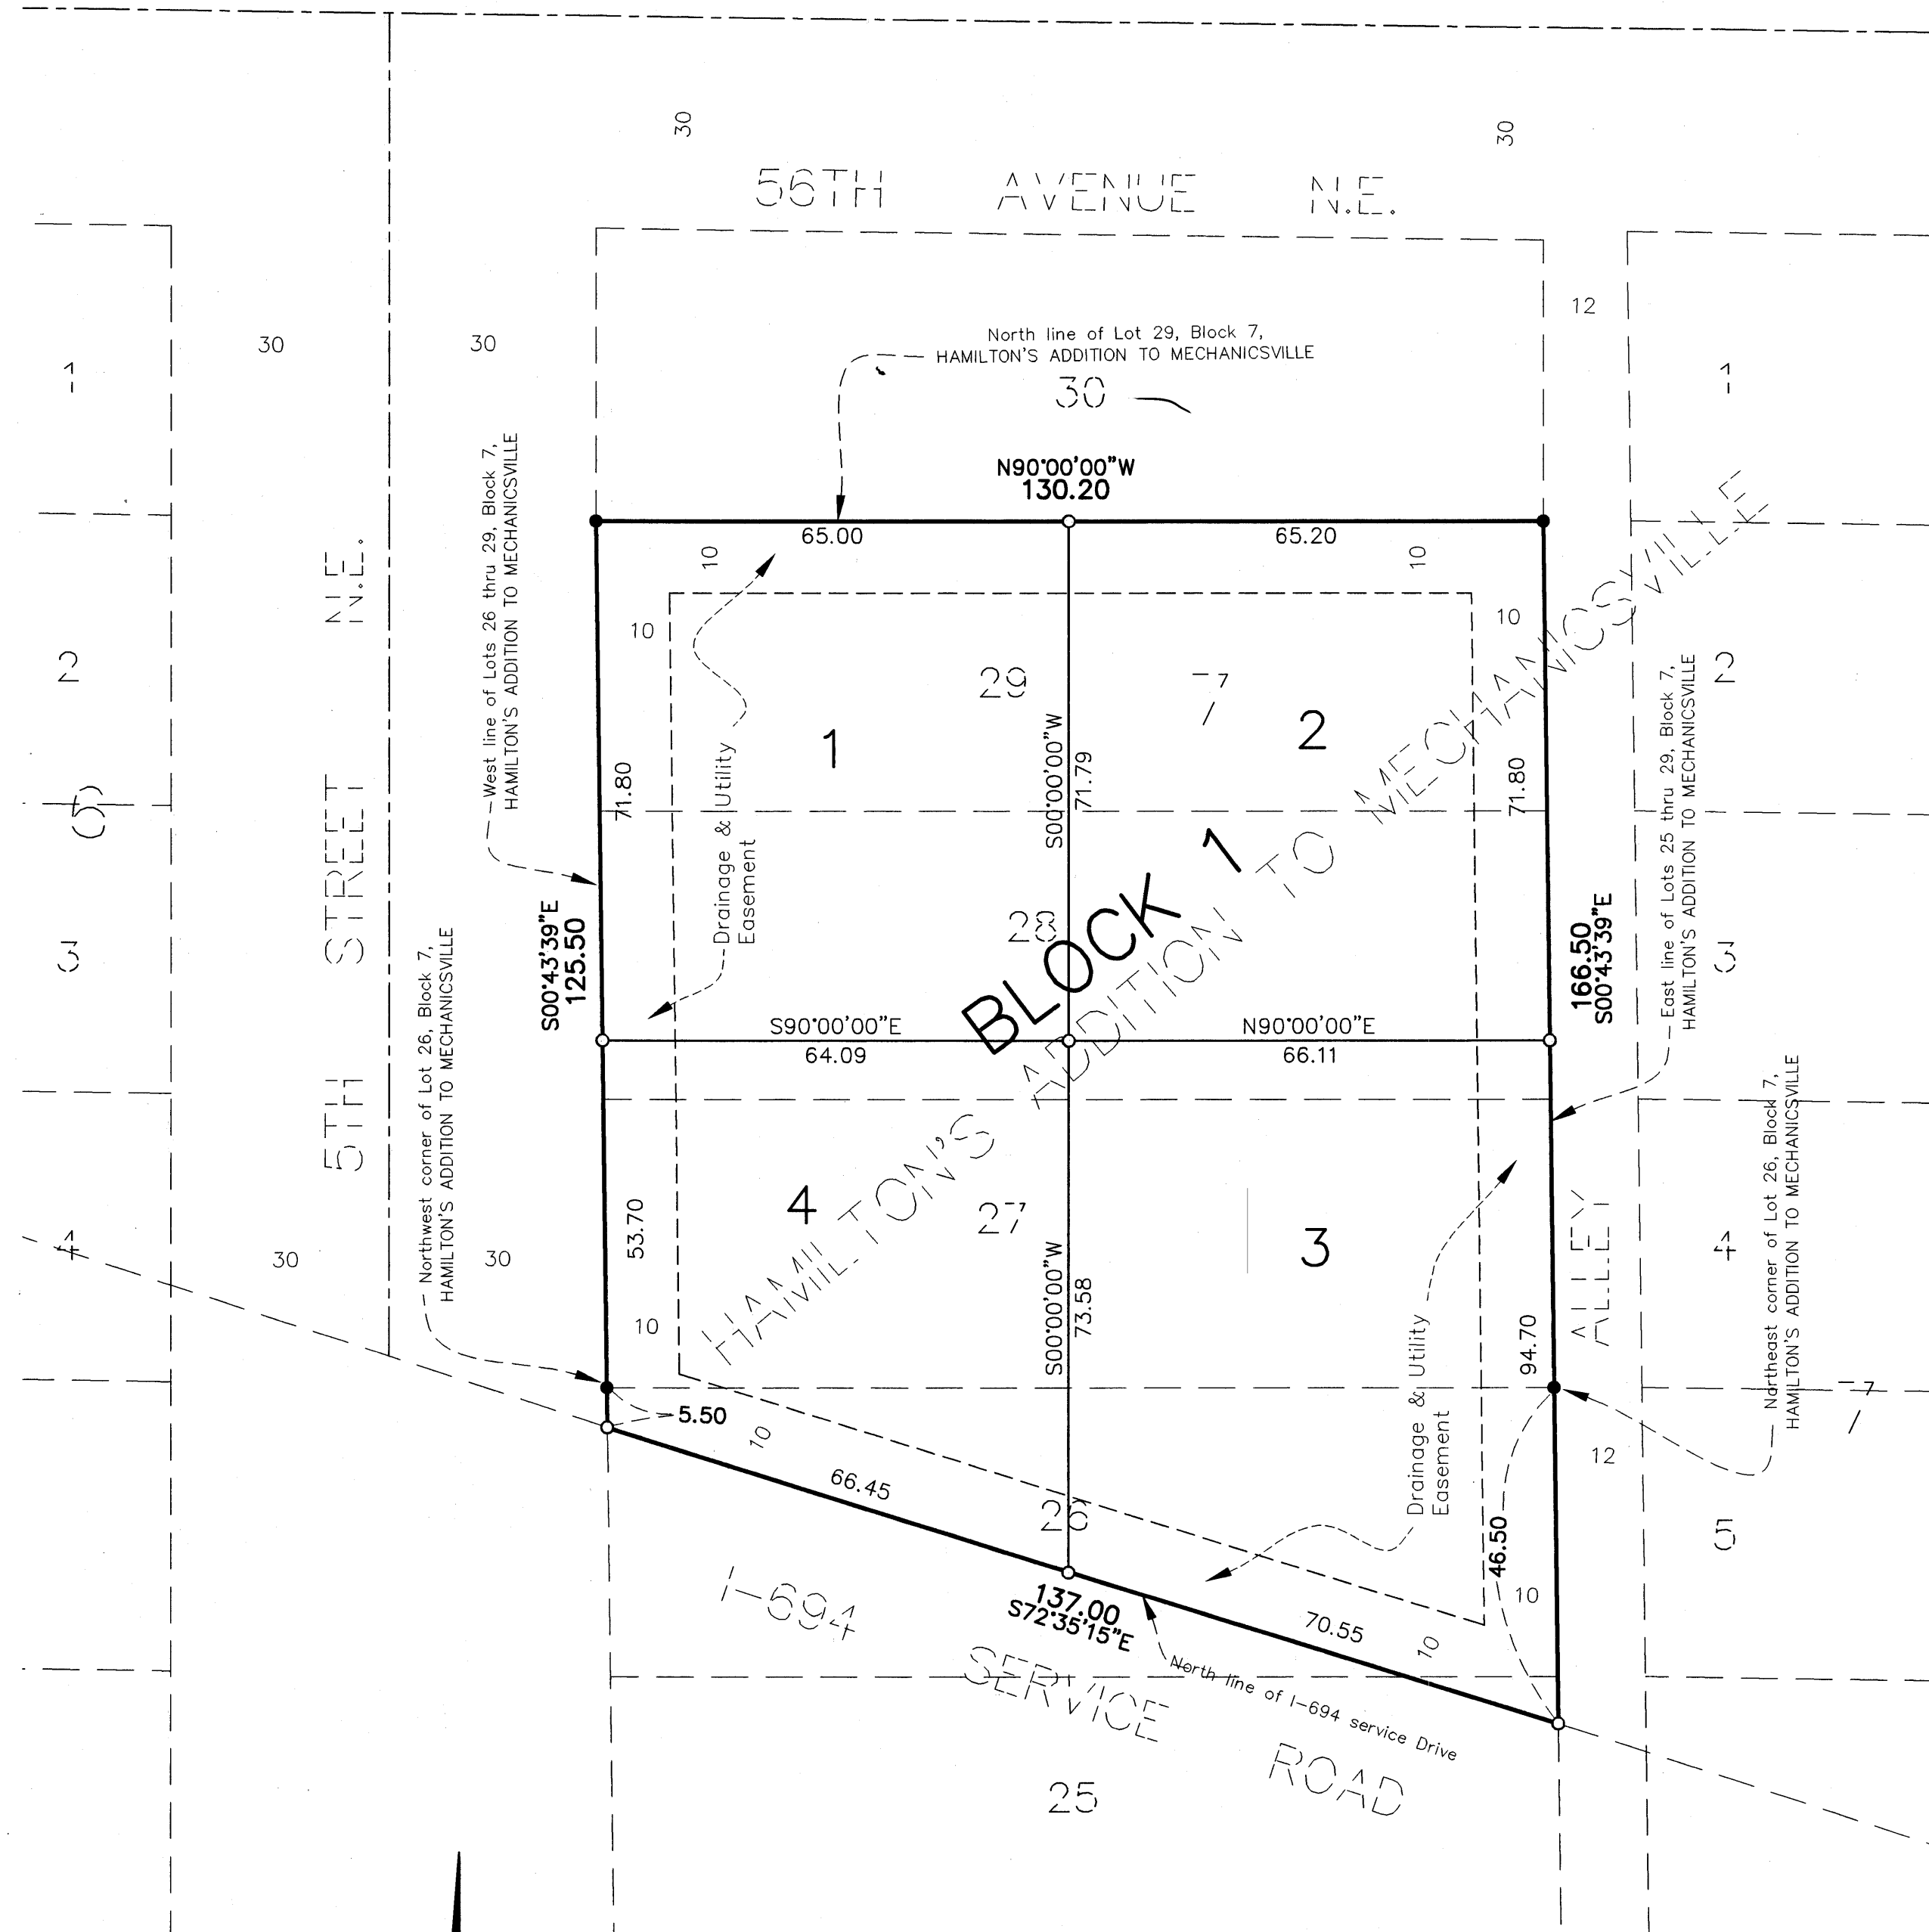 30
30
56TH AVENUE N.E.
12
30
30
North line of Lot 29, Block 7,
HAMILTON'S ADDITION TO MECHANICSVILLE
30
1
1
N90°00'00"W
130.20
65.00
65.20
10
10
10
10
West line of Lots 26 thru 29, Block 7,
HAMILTON'S ADDITION TO MECHANICSVILLE
5TH STREET N.E.
2
2
29
7
1
2
S00°00'00"W
71.79
71.80
71.80
(5)
Drainage & Utility
Easement
East line of Lots 25 thru 29, Block 7,
HAMILTON'S ADDITION TO MECHANICSVILLE
28
BLOCK 1
HAMILTON'S ADDITION TO MECHANICSVILLE
S00°43'39"E
125.50
166.50
S00°43'39"E
3
3
S90°00'00"E
64.09
N90°00'00"E
66.11
Northwest corner of Lot 26, Block 7,
HAMILTON'S ADDITION TO MECHANICSVILLE
Northeast corner of Lot 26, Block 7,
HAMILTON'S ADDITION TO MECHANICSVILLE
4
27
3
4
4
30
30
53.70
S00°00'00"W
73.58
94.70
ALLEY
10
Drainage & Utility
Easement
5.50
10
7
12
66.45
26
46.50
10
5
I-694 SERVICE ROAD
137.00
S72°35'15"E
70.55
10
North line of I-694 service Drive
25